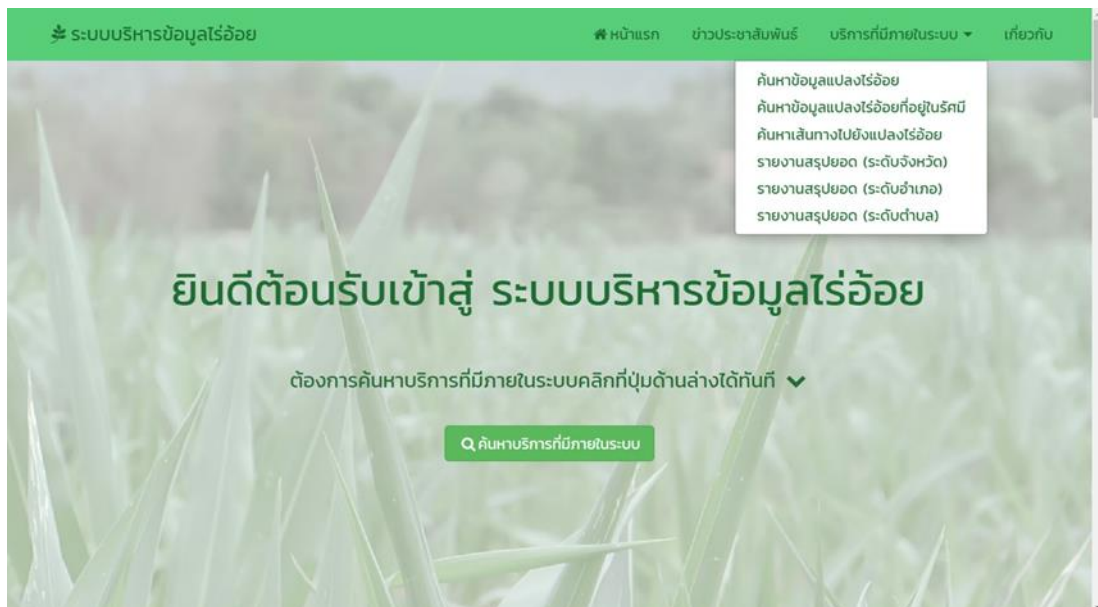 ระบบบริหารข้อมูลไร่อ้อย
หน้าแรก ข่าวประชาสัมพันธ์ บริการที่มีภายในระบบ เกี่ยวกับ
ค้นหาข้อมูลแปลงไร่อ้อย
ค้นหาข้อมูลแปลงไร่อ้อยที่อยู่ในรัศมี
ค้นหาเส้นทางไปยังแปลงไร่อ้อย
รายงานสรุปยอด (ระดับจังหวัด)
รายงานสรุปยอด (ระดับอำเภอ)
รายงานสรุปยอด (ระดับตำบล)
ยินดีต้อนรับเข้าสู่ ระบบบริหารข้อมูลไร่อ้อย
ต้องการค้นหาบริการที่มีภายในระบบคลิกที่ปุ่มด้านล่างได้ทันที
ค้นหาบริการที่มีภายในระบบ